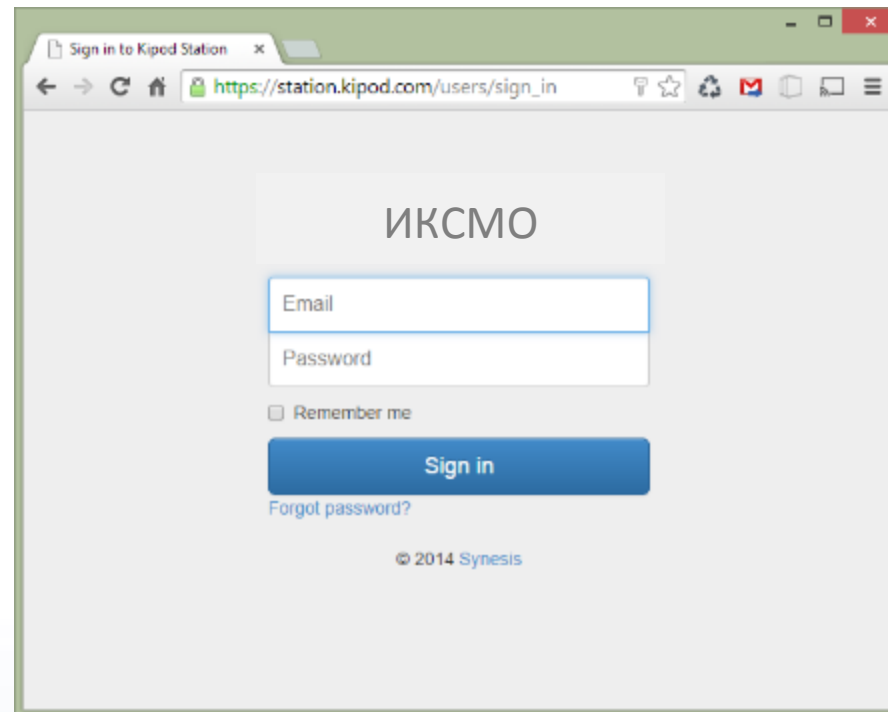 Sign in to Kipod Station
https://station.kipod.com/users/sign_in
ИКСМО
Email
Password
Remember me
Sign in
Forgot password?
© 2014 Synesis